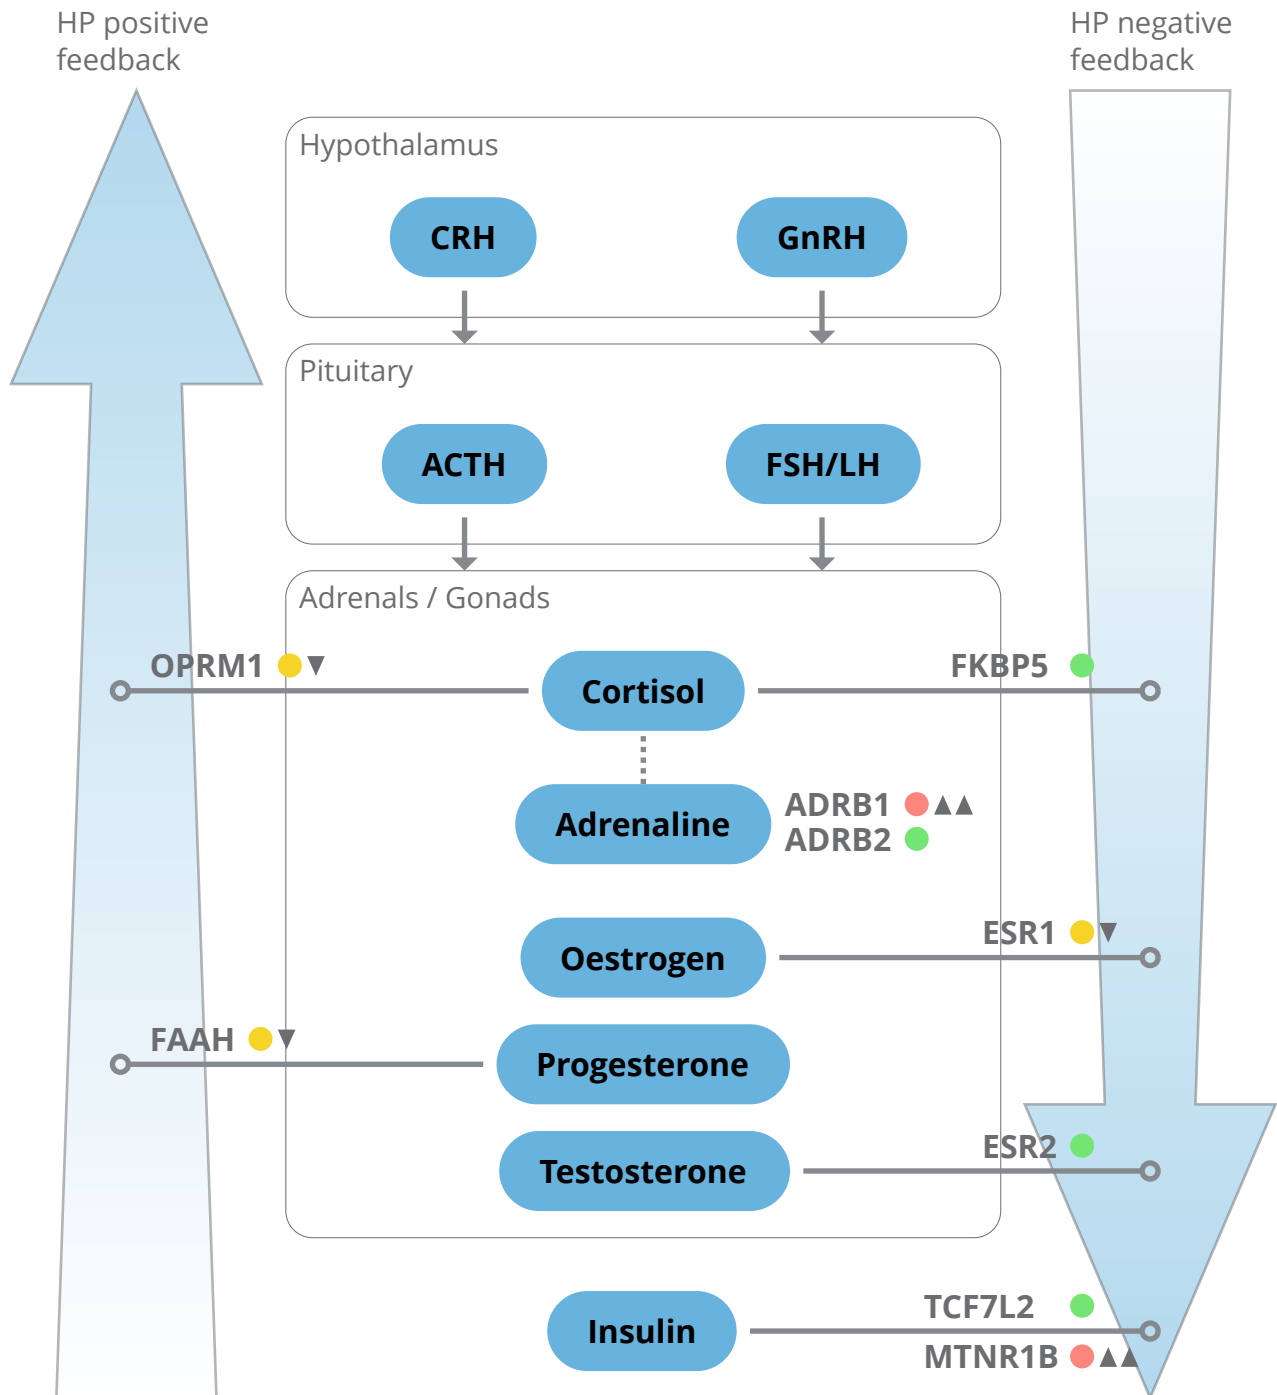 HP positive
feedback
HP negative
feedback
Hypothalamus
CRH
GnRH
Pituitary
ACTH
FSH/LH
Adrenals / Gonads
OPRM1
Cortisol
FKBP5
Adrenaline
ADRB1
ADRB2
Oestrogen
ESR1
FAAH
Progesterone
Testosterone
ESR2
Insulin
TCF7L2
MTNR1B